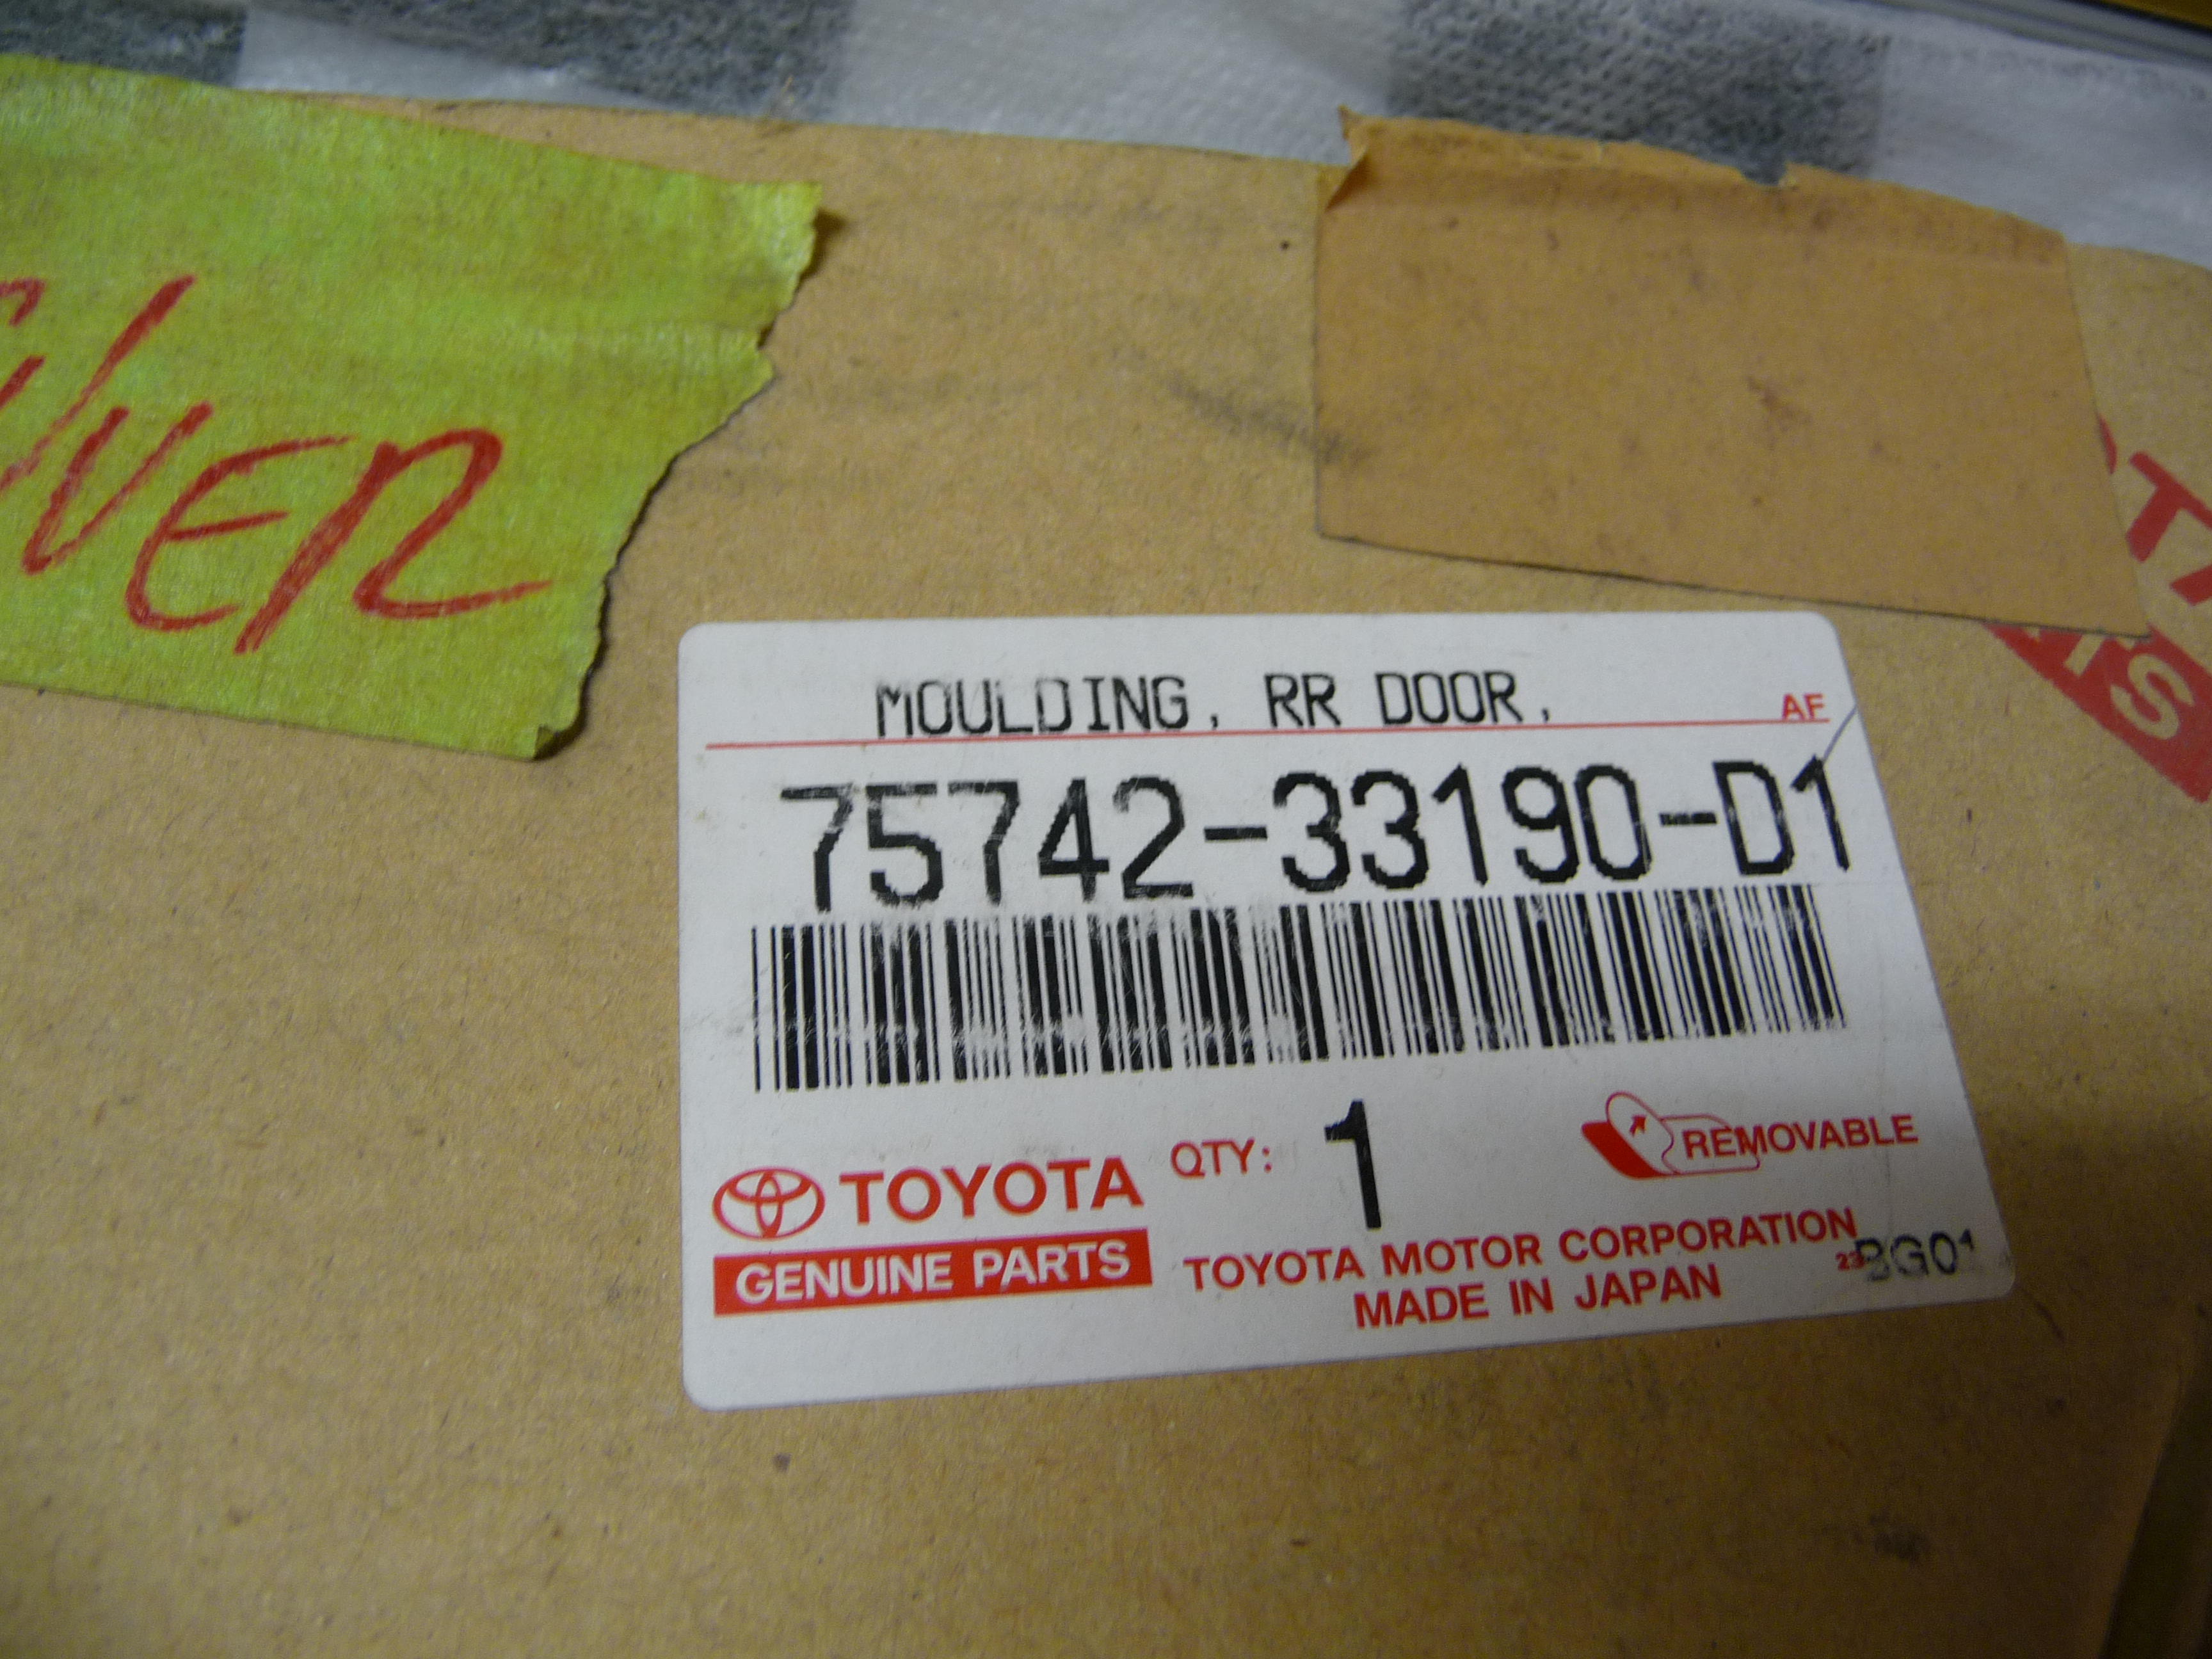 SilVER
MOULDING, RR DOOR,
AF
75742-33190-D1
QTY: 1
REMOVABLE
TOYOTA
GENUINE PARTS
TOYOTA MOTOR CORPORATION
MADE IN JAPAN